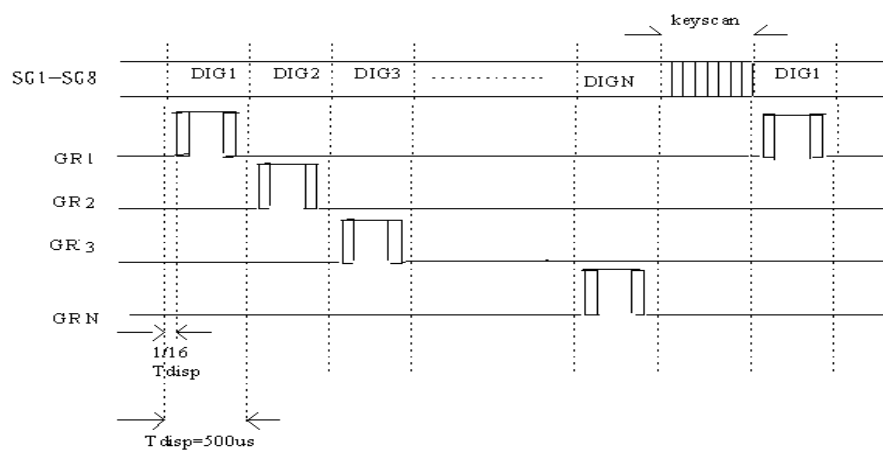 keyscan
SG1-SG8
DIG1 DIG2 DIG3 DIGN DIG1
GR1
GR2
GR3
GRN
1/16
Tdisp
Tdisp=500us